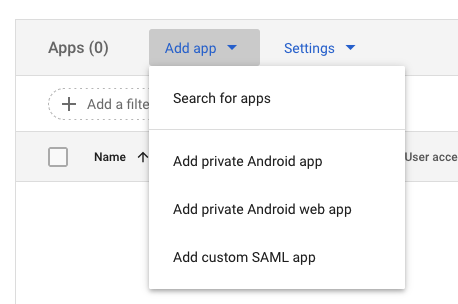 Apps (0) Add app Settings
Search for apps
Add a filte
Name User acce
Add private Android app
Add private Android web app
Add custom SAML app